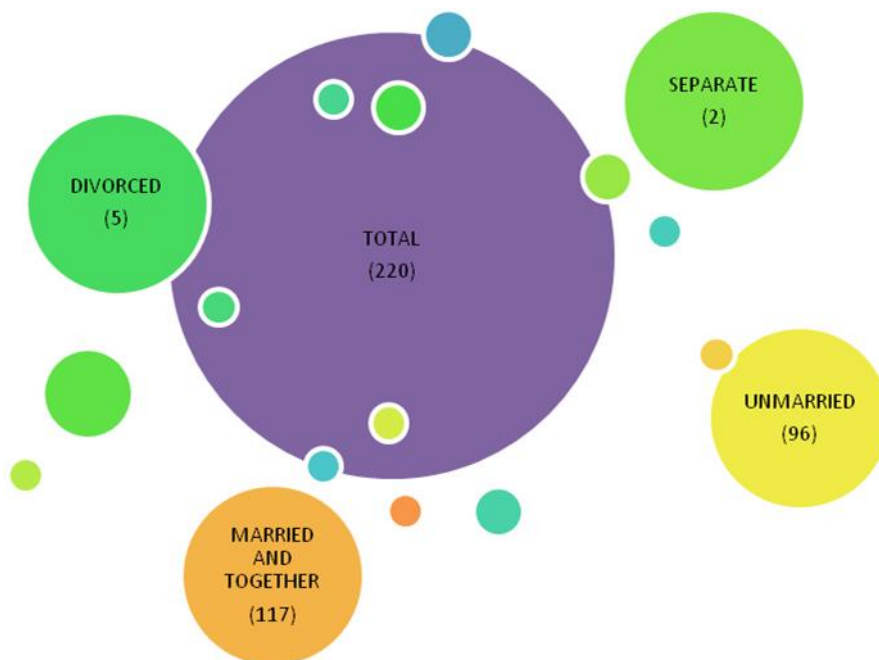 SEPARATE
(2)
DIVORCED
(5)
TOTAL
(220)
UNMARRIED
(96)
MARRIED
AND
TOGETHER
(117)